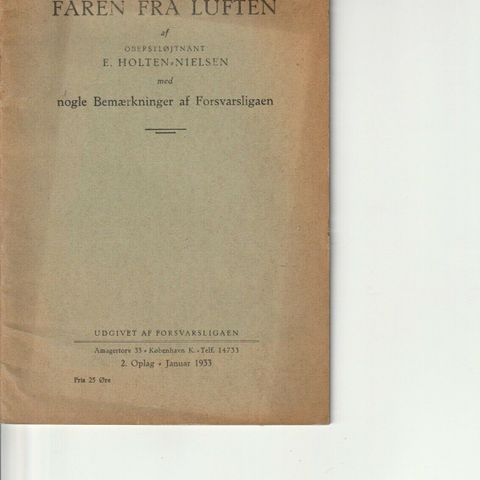 FAREN FRA LUFTEN
af
OBERSTLØJTNANT
E. HOLTEN-NIELSEN
med
nogle Bemærkninger af Forsvarsligaen
UDGIVET AF FORSVARSLIGAEN
Amagertorv 33 • København K. • Telf. 14733
2. Oplag • Januar 1933
Pris 25 Øre